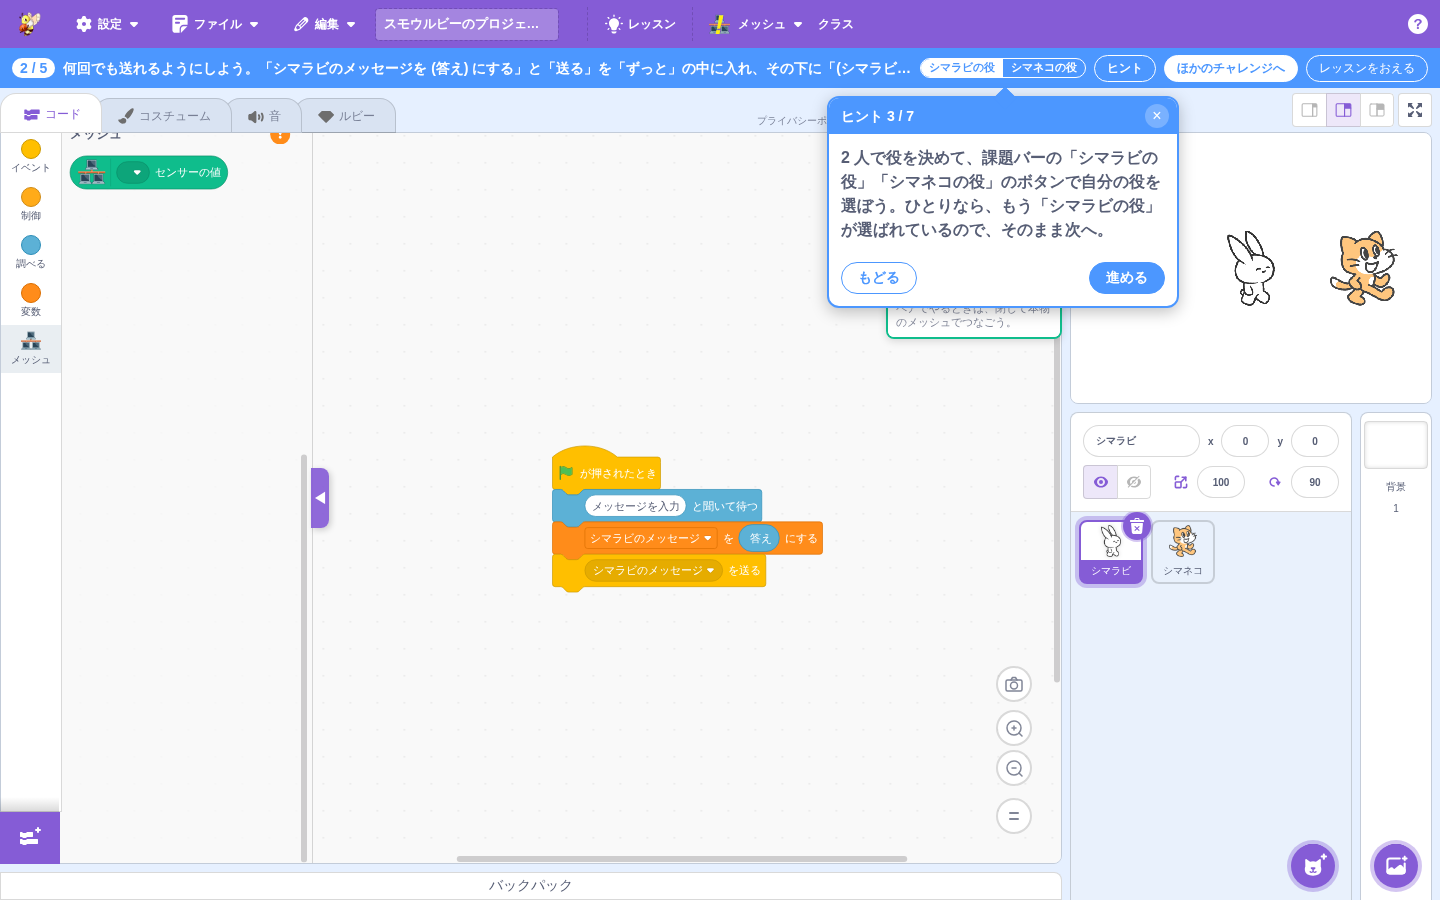 設定
ファイル
編集
スモウルビーのプロジェ...
レッスン
メッシュ
クラス
?
2 / 5
何回でも送れるようにしよう。「シマラビのメッセージを (答え) にする」と「送る」を「ずっと」の中に入れ、その下に「(シマラビ...
シマラビの役
シマネコの役
ヒント
ほかのチャレンジへ
レッスンをおえる
コード
コスチューム
音
ルビー
プライバシーポ
ヒント 3 / 7
×
2 人で役を決めて、課題バーの「シマラビの
役」「シマネコの役」のボタンで自分の役を
選ぼう。ひとりなら、もう「シマラビの役」
が選ばれているので、そのまま次へ。
もどる
進める
ペアでやるときは、閉じて本物
のメッシュでつなごう。
イベント
制御
調べる
変数
メッシュ
メッシュ
センサーの値
が押されたとき
メッセージを入力 と聞いて待つ
シマラビのメッセージ を 答え にする
シマラビのメッセージ を送る
シマラビ
x
0
y
0
100
90
シマラビ
シマネコ
背景
1
バックパック